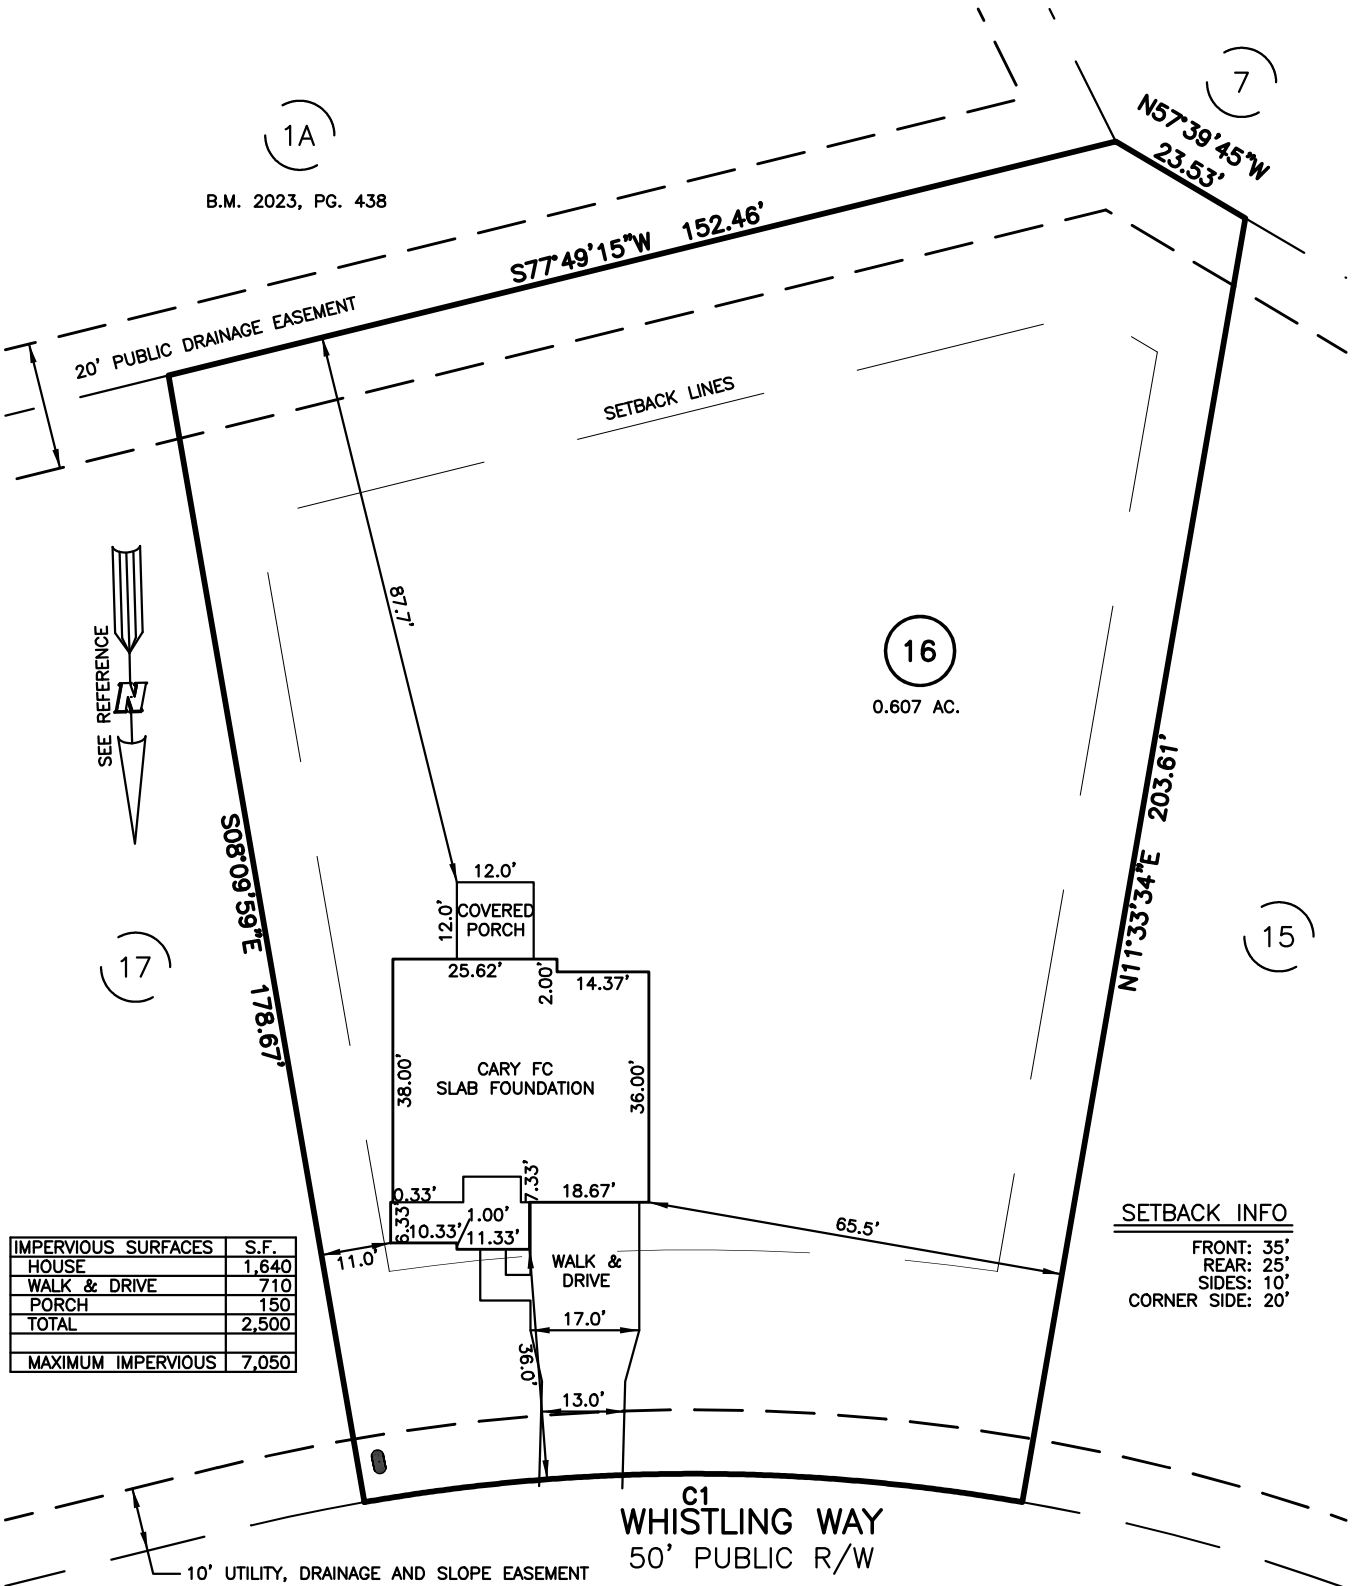 7
1A
B.M. 2023, PG. 438
N57°39'45"W
23.53'
S77°49'15"W 152.46'
20' PUBLIC DRAINAGE EASEMENT
SETBACK LINES
87.7'
16
0.607 AC.
SEE REFERENCE
N
S08°09'59"E 178.67'
N11°33'34"E 203.61'
17
15
12.0'
12.0'
COVERED
PORCH
25.62'
2.00'
14.37'
38.00'
CARY FC
SLAB FOUNDATION
36.00'
0.33'
7.33'
18.67'
6.33'
10.33'
1.00'
11.33'
11.0'
65.5'
WALK &
DRIVE
17.0'
36.0'
13.0'
SETBACK INFO
FRONT: 35'
REAR: 25'
SIDES: 10'
CORNER SIDE: 20'
IMPERVIOUS SURFACES S.F.
HOUSE 1,640
WALK & DRIVE 710
PORCH 150
TOTAL 2,500
MAXIMUM IMPERVIOUS 7,050
C1
WHISTLING WAY
50' PUBLIC R/W
10' UTILITY, DRAINAGE AND SLOPE EASEMENT